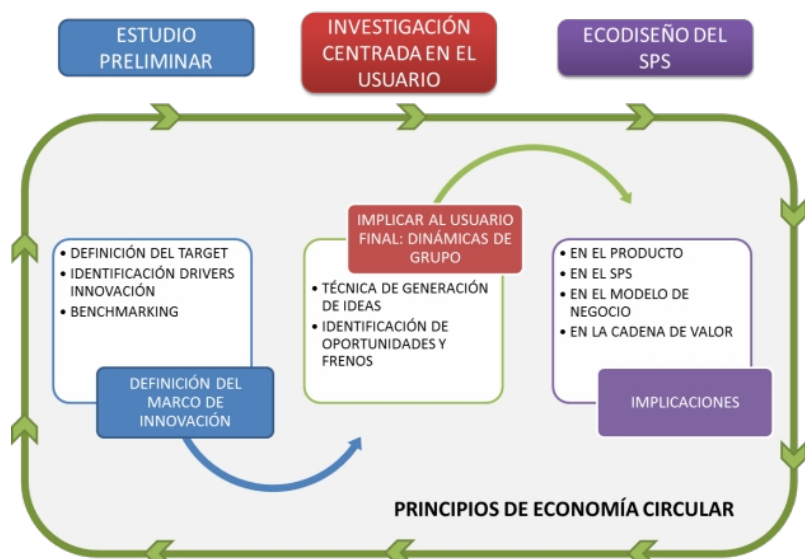 ESTUDIO
PRELIMINAR
INVESTIGACIÓN
CENTRADA EN EL
USUARIO
ECODISEÑO DEL
SPS
• DEFINICIÓN DEL TARGET
• IDENTIFICACIÓN DRIVERS
INNOVACIÓN
• BENCHMARKING
DEFINICIÓN DEL
MARCO DE
INNOVACIÓN
IMPLICAR AL USUARIO
FINAL: DINÁMICAS DE
GRUPO
• TÉCNICA DE GENERACIÓN
DE IDEAS
• IDENTIFICACIÓN DE
OPORTUNIDADES Y
FRENOS
• EN EL PRODUCTO
• EN EL SPS
• EN EL MODELO DE
NEGOCIO
• EN LA CADENA DE VALOR
IMPLICACIONES
PRINCIPIOS DE ECONOMÍA CIRCULAR